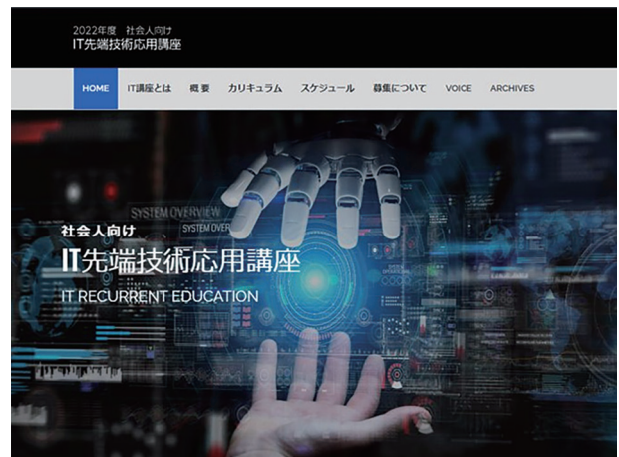 2022年度 社会人向け
IT先端技術応用講座
HOME IT講座とは 概要 カリキュラム スケジュール 募集について VOICE ARCHIVES
SYSTEM OVERVIEW
SYSTEM OVER
社会人向け
IT先端技術応用講座
IT RECURRENT EDUCATION